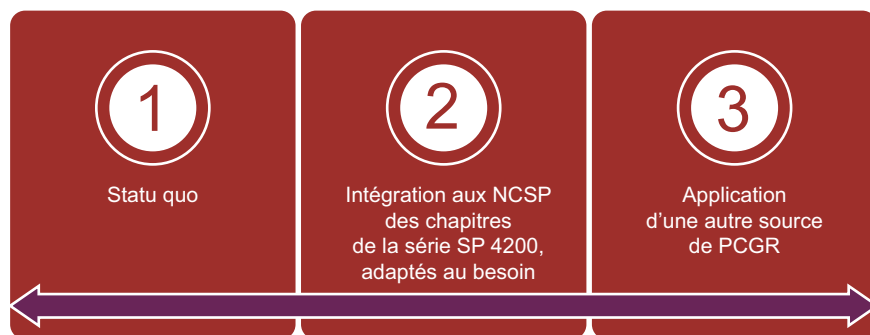 1
Statu quo
2
Intégration aux NCSP
des chapitres
de la série SP 4200,
adaptés au besoin
3
Application
d’une autre source
de PCGR